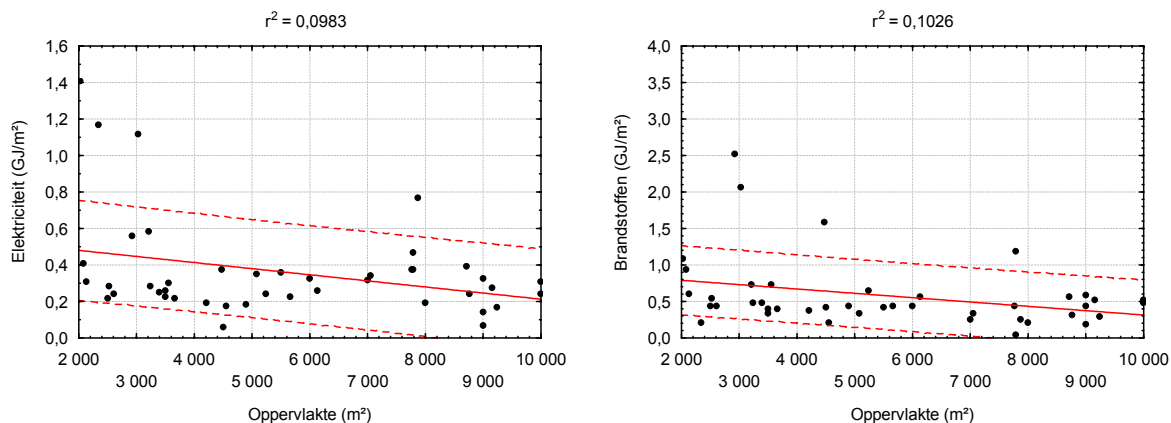 r² = 0,0983
Elektriciteit (GJ/m²)
1,6
1,4
1,2
1,0
0,8
0,6
0,4
0,2
0,0
2 000 4 000 6 000 8 000 10 000
3 000 5 000 7 000 9 000
Oppervlakte (m²)
r² = 0,1026
Brandstoffen (GJ/m²)
4,0
3,5
3,0
2,5
2,0
1,5
1,0
0,5
0,0
2 000 4 000 6 000 8 000 10 000
3 000 5 000 7 000 9 000
Oppervlakte (m²)